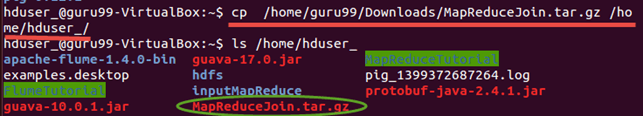 hduser_@guru99-VirtualBox:~$ cp  /home/guru99/Downloads/MapReduceJoin.tar.gz /ho
me/hduser_/
hduser_@guru99-VirtualBox:~$ ls /home/hduser_
apache-flume-1.4.0-bin  guava-17.0.jar        MapReduceTutorial
examples.desktop        hdfs                  pig_1399372687264.log
FlumeTutorial           inputMapReduce        protobuf-java-2.4.1.jar
guava-10.0.1.jar        MapReduceJoin.tar.gz